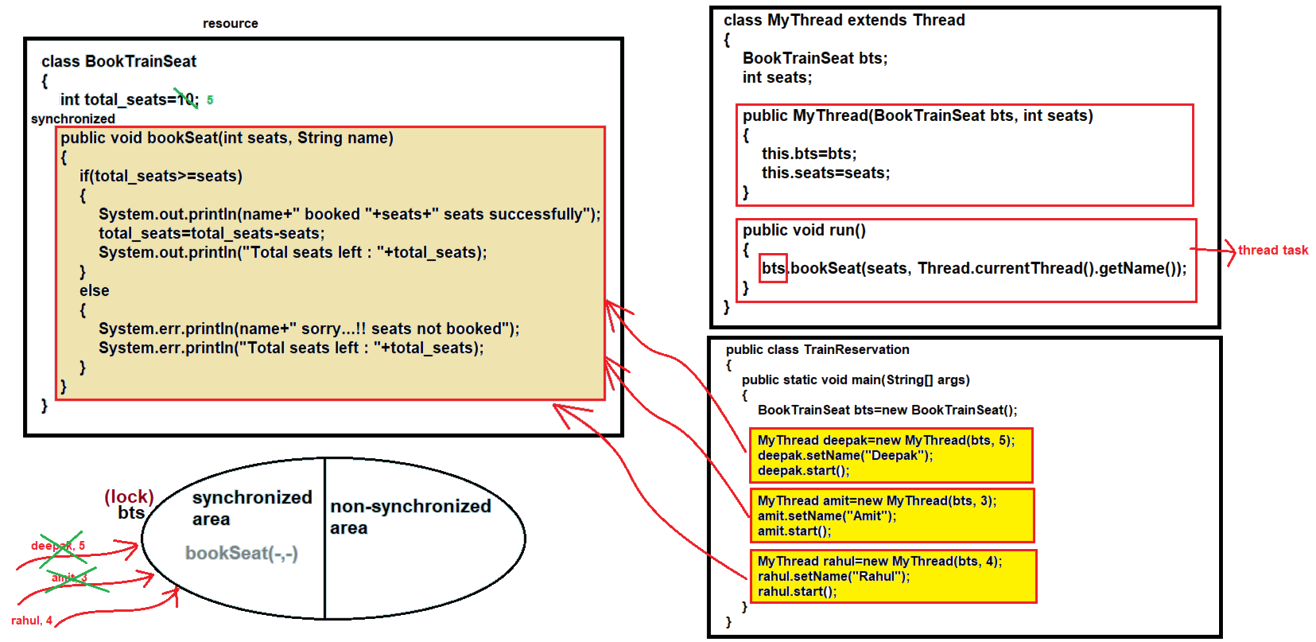 resource
class BookTrainSeat
{
int total_seats=10; 5
synchronized
public void bookSeat(int seats, String name)
{
if(total_seats>=seats)
{
System.out.println(name+" booked "+seats+" seats successfully");
total_seats=total_seats-seats;
System.out.println("Total seats left : "+total_seats);
}
else
{
System.err.println(name+" sorry...!! seats not booked");
System.err.println("Total seats left : "+total_seats);
}
}
}
class MyThread extends Thread
{
BookTrainSeat bts;
int seats;
public MyThread(BookTrainSeat bts, int seats)
{
this.bts=bts;
this.seats=seats;
}
public void run()
{
bts.bookSeat(seats, Thread.currentThread().getName());
}
}
thread task
public class TrainReservation
{
public static void main(String[] args)
{
BookTrainSeat bts=new BookTrainSeat();
MyThread deepak=new MyThread(bts, 5);
deepak.setName("Deepak");
deepak.start();
MyThread amit=new MyThread(bts, 3);
amit.setName("Amit");
amit.start();
MyThread rahul=new MyThread(bts, 4);
rahul.setName("Rahul");
rahul.start();
}
}
(lock)
bts
synchronized
area
bookSeat(-,-)
non-synchronized
area
deepak, 5
amit, 3
rahul, 4